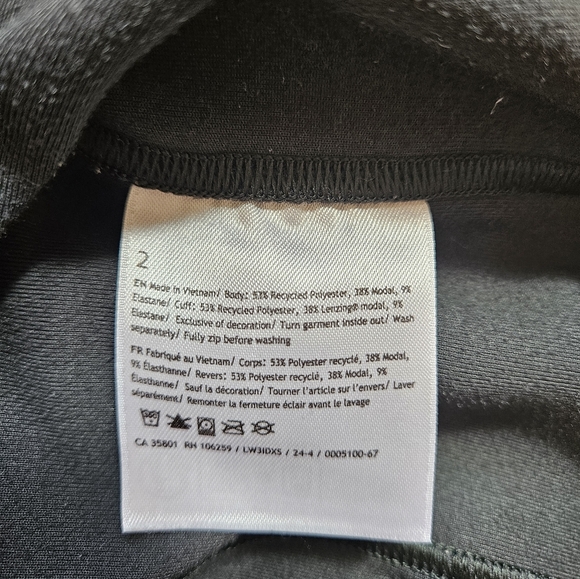 2
EN Made in Vietnam/ Body: 53% Recycled Polyester, 38% Modal, 9%
Elastane/ Cuff: 53% Recycled Polyester, 38% Lenzing® modal, 9%
Elastane/ Exclusive of decoration/ Turn garment inside out/ Wash
separately/ Fully zip before washing
FR Fabriqué au Vietnam/ Corps: 53% Polyester recyclé, 38% Modal,
9% Élasthanne/ Revers: 53% Polyester recyclé, 38% Modal, 9%
Élasthanne/ Sauf la décoration/ Tourner l'article sur l'envers/ Laver
séparément/ Remonter la fermeture éclair avant le lavage
CA 35801 RN 106259 / LW3IDXS / 24-4 / 0005100-67